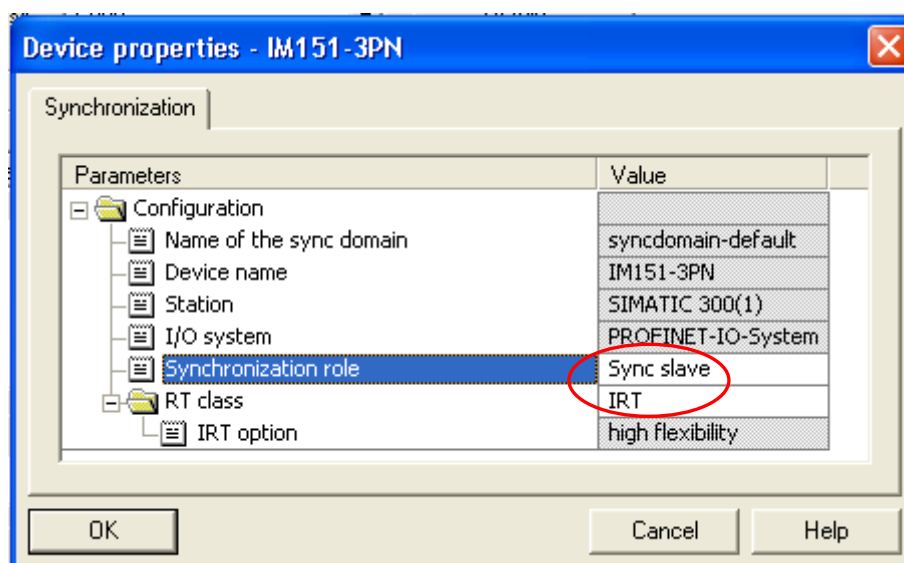 Device properties - IM151-3PN
Synchronization
Parameters Value
Configuration
Name of the sync domain syncdomain-default
Device name IM151-3PN
Station SIMATIC 300(1)
I/O system PROFINET-IO-System
Synchronization role Sync slave
RT class IRT
IRT option high flexibility
OK Cancel Help